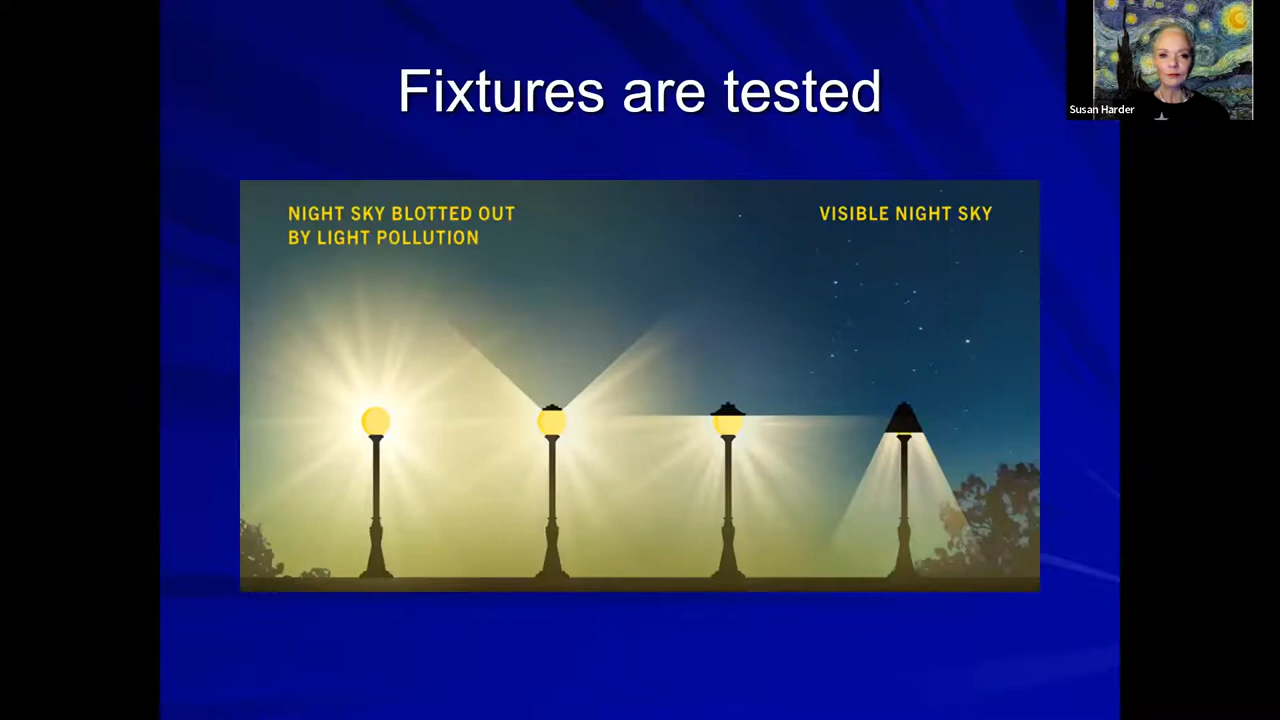 Fixtures are tested
Susan Harder
NIGHT SKY BLOTTED OUT
BY LIGHT POLLUTION
VISIBLE NIGHT SKY